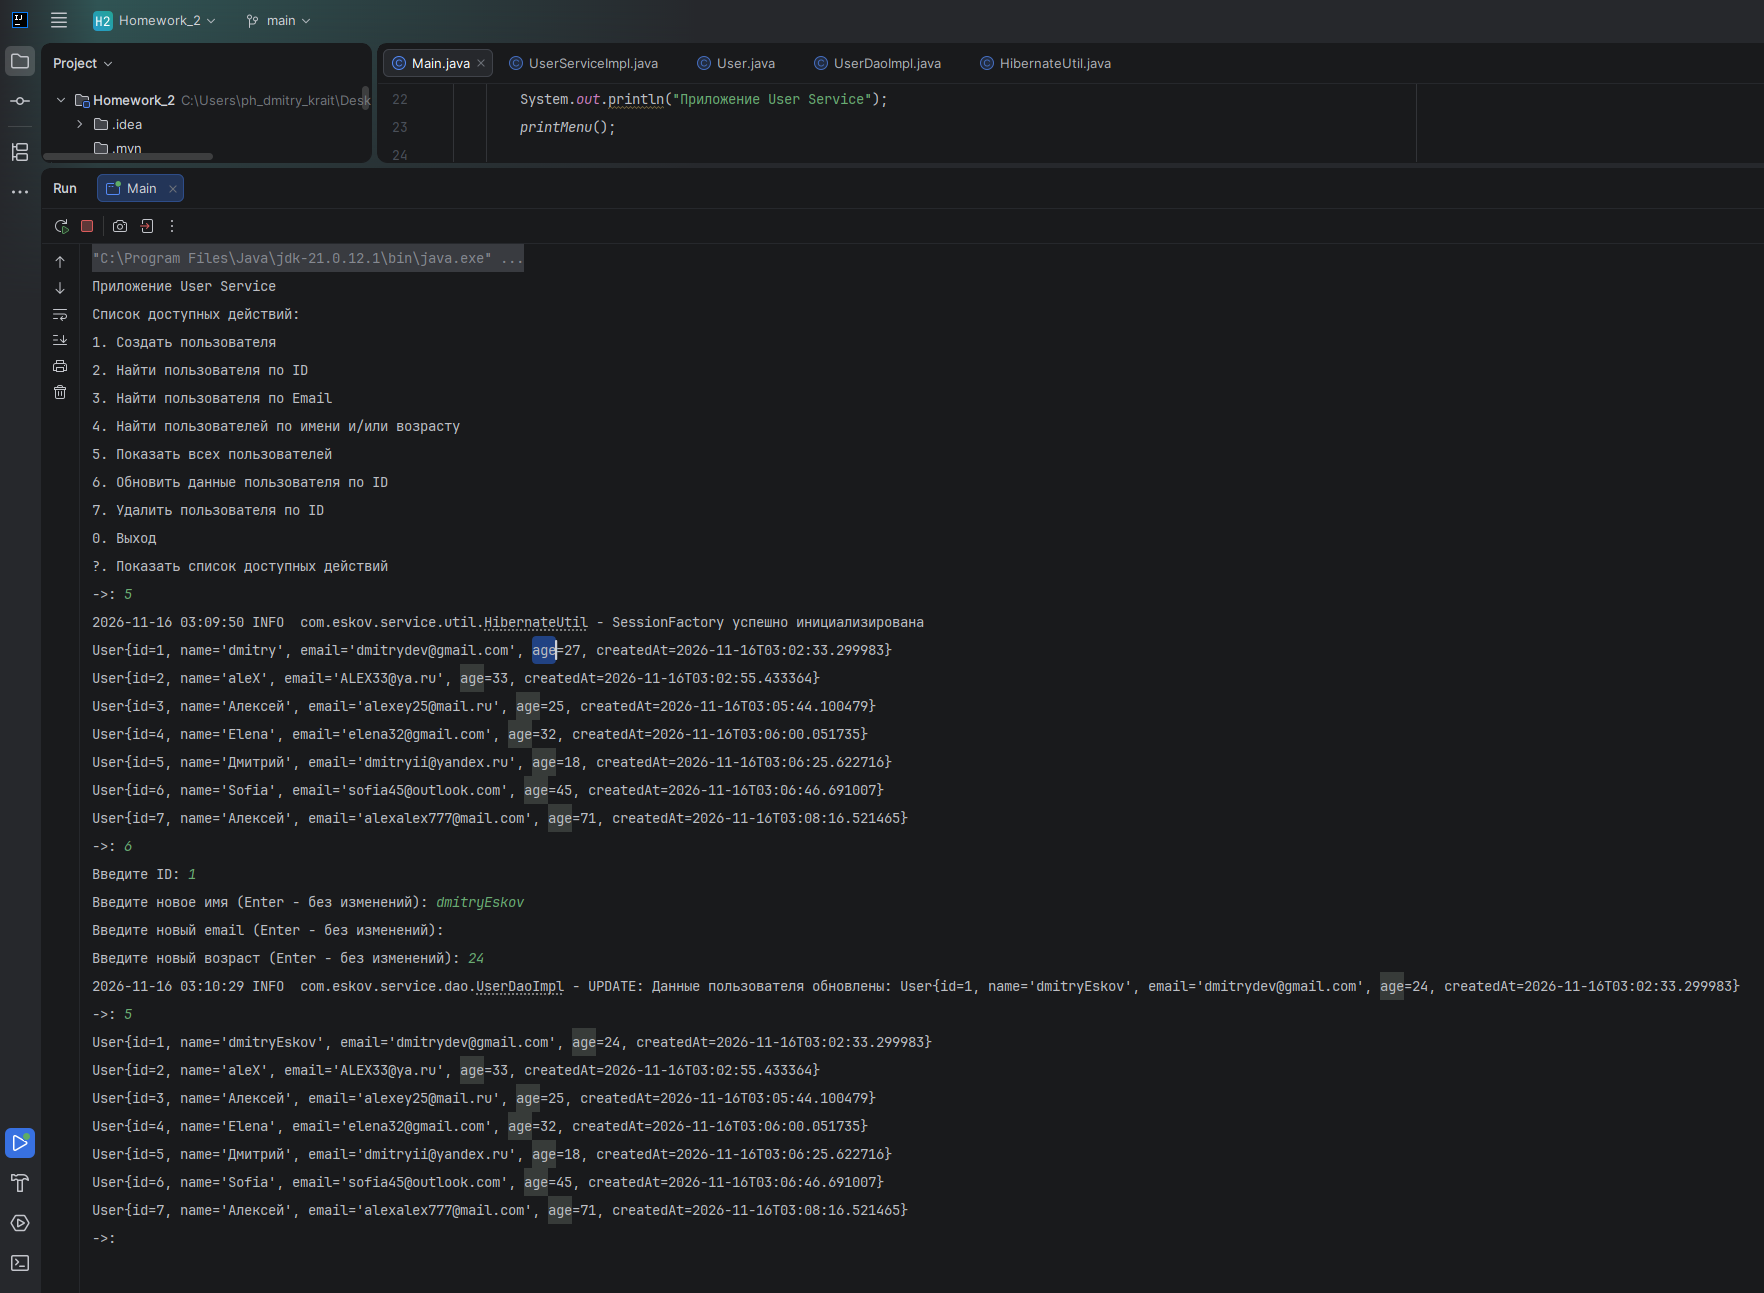 H2 Homework_2 main
Project
Main.java UserServiceImpl.java User.java UserDaoImpl.java HibernateUtil.java
Homework_2 C:\Users\ph_dmitry_krait\Desk
.idea
.mvn
22 System.out.println("Приложение User Service");
23 printMenu();
24
Run Main
"C:\Program Files\Java\jdk-21.0.12.1\bin\java.exe" ...
Приложение User Service
Список доступных действий:
1. Создать пользователя
2. Найти пользователя по ID
3. Найти пользователя по Email
4. Найти пользователей по имени и/или возрасту
5. Показать всех пользователей
6. Обновить данные пользователя по ID
7. Удалить пользователя по ID
0. Выход
?. Показать список доступных действий
->: 5
2026-11-16 03:09:50 INFO  com.eskov.service.util.HibernateUtil - SessionFactory успешно инициализирована
User{id=1, name='dmitry', email='dmitrydev@gmail.com', age=27, createdAt=2026-11-16T03:02:33.299983}
User{id=2, name='aleX', email='ALEX33@ya.ru', age=33, createdAt=2026-11-16T03:02:55.433364}
User{id=3, name='Алексей', email='alexey25@mail.ru', age=25, createdAt=2026-11-16T03:05:44.100479}
User{id=4, name='Elena', email='elena32@gmail.com', age=32, createdAt=2026-11-16T03:06:00.051735}
User{id=5, name='Дмитрий', email='dmitryii@yandex.ru', age=18, createdAt=2026-11-16T03:06:25.622716}
User{id=6, name='Sofia', email='sofia45@outlook.com', age=45, createdAt=2026-11-16T03:06:46.691007}
User{id=7, name='Алексей', email='alexalex777@mail.com', age=71, createdAt=2026-11-16T03:08:16.521465}
->: 6
Введите ID: 1
Введите новое имя (Enter - без изменений): dmitryEskov
Введите новый email (Enter - без изменений):
Введите новый возраст (Enter - без изменений): 24
2026-11-16 03:10:29 INFO  com.eskov.service.dao.UserDaoImpl - UPDATE: Данные пользователя обновлены: User{id=1, name='dmitryEskov', email='dmitrydev@gmail.com', age=24, createdAt=2026-11-16T03:02:33.299983}
->: 5
User{id=1, name='dmitryEskov', email='dmitrydev@gmail.com', age=24, createdAt=2026-11-16T03:02:33.299983}
User{id=2, name='aleX', email='ALEX33@ya.ru', age=33, createdAt=2026-11-16T03:02:55.433364}
User{id=3, name='Алексей', email='alexey25@mail.ru', age=25, createdAt=2026-11-16T03:05:44.100479}
User{id=4, name='Elena', email='elena32@gmail.com', age=32, createdAt=2026-11-16T03:06:00.051735}
User{id=5, name='Дмитрий', email='dmitryii@yandex.ru', age=18, createdAt=2026-11-16T03:06:25.622716}
User{id=6, name='Sofia', email='sofia45@outlook.com', age=45, createdAt=2026-11-16T03:06:46.691007}
User{id=7, name='Алексей', email='alexalex777@mail.com', age=71, createdAt=2026-11-16T03:08:16.521465}
->: